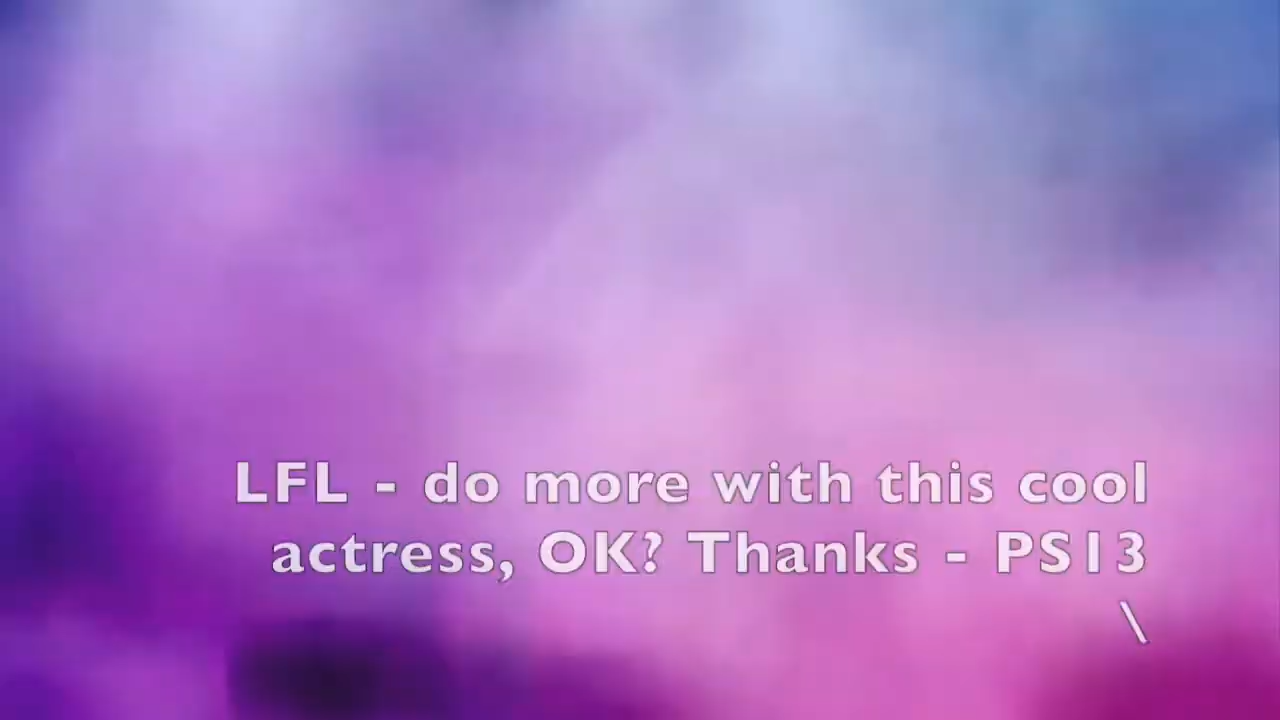 LFL - do more with this cool
actress, OK? Thanks - PS13
\